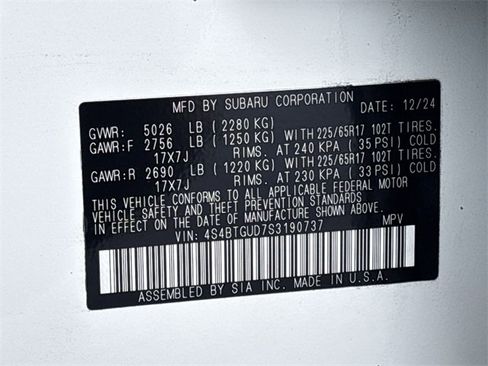 MFD BY SUBARU CORPORATION DATE: 12/24
GVWR: 5026 LB (2280 KG)
GAWR:F 2756 LB (1250 KG) WITH 225/65R17 102T TIRES,
17X7J RIMS, AT 240 KPA (35 PSI) COLD
GAWR:R 2690 LB (1220 KG) WITH 225/65R17 102T TIRES,
17X7J RIMS, AT 230 KPA (33 PSI) COLD
THIS VEHICLE CONFORMS TO ALL APPLICABLE FEDERAL MOTOR
VEHICLE SAFETY AND THEFT PREVENTION STANDARDS IN
EFFECT ON THE DATE OF MANUFACTURE SHOWN ABOVE.
VIN: 4S4BTGUD7S3190737 MPV
ASSEMBLED BY SIA INC. MADE IN U.S.A.